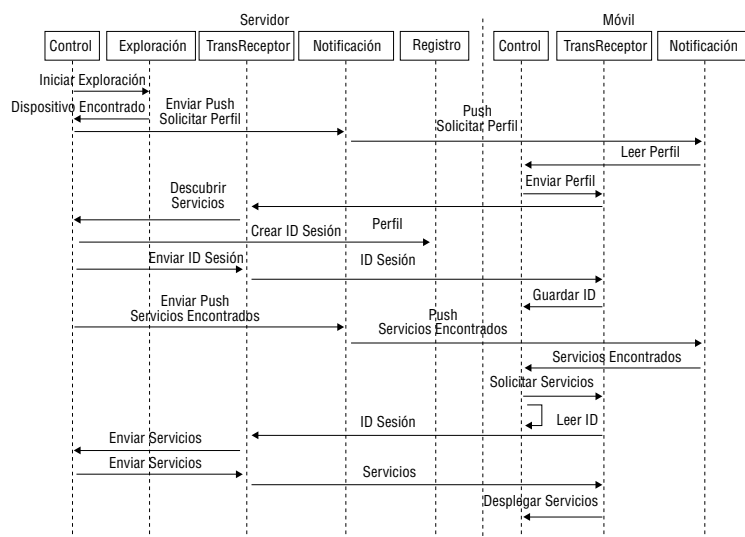 Servidor
Móvil
Control
Exploración
TransReceptor
Notificación
Registro
Control
TransReceptor
Notificación
Iniciar Exploración
Dispositivo Encontrado
Enviar Push
Solicitar Perfil
Push
Solicitar Perfil
Leer Perfil
Enviar Perfil
Descubrir
Servicios
Perfil
Crear ID Sesión
Enviar ID Sesión
ID Sesión
Guardar ID
Enviar Push
Servicios Encontrados
Push
Servicios Encontrados
Servicios Encontrados
Solicitar Servicios
Leer ID
ID Sesión
Enviar Servicios
Enviar Servicios
Servicios
Desplegar Servicios